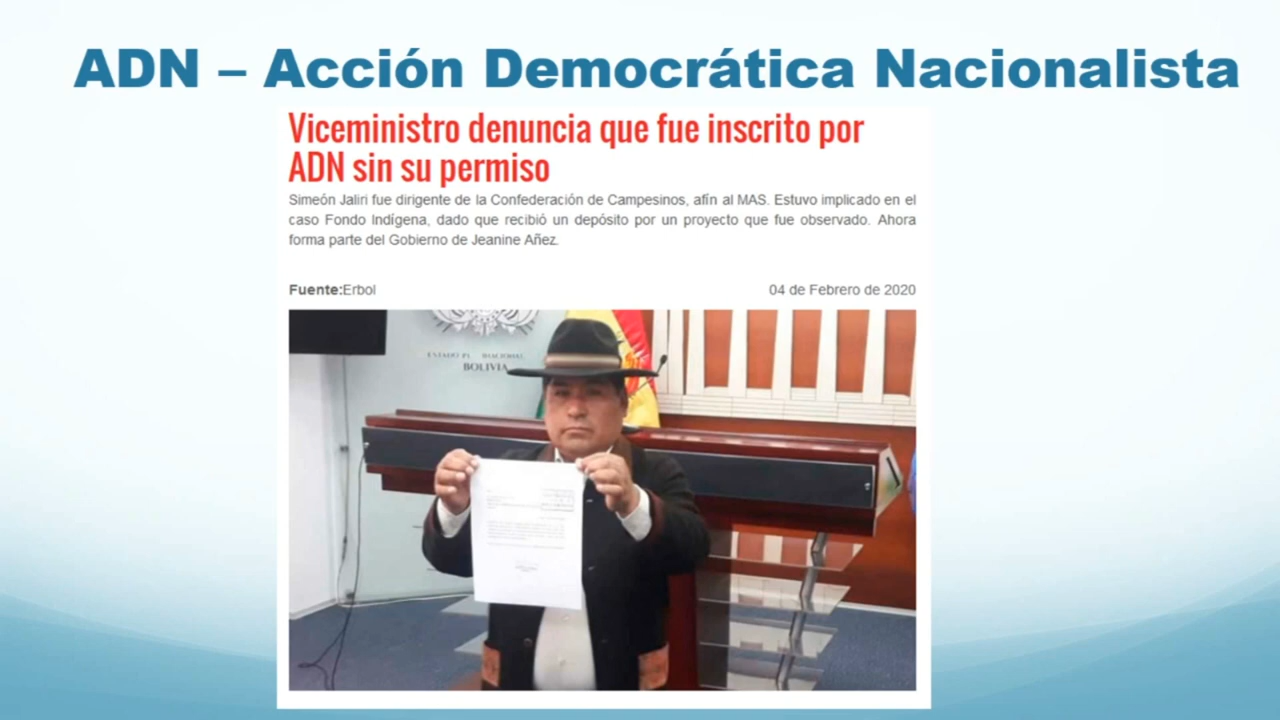 ADN – Acción Democrática Nacionalista
Viceministro denuncia que fue inscrito por
ADN sin su permiso
Simeón Jaliri fue dirigente de la Confederación de Campesinos, afín al MAS. Estuvo implicado en el
caso Fondo Indígena, dado que recibió un depósito por un proyecto que fue observado. Ahora
forma parte del Gobierno de Jeanine Añez.
Fuente:Erbol 04 de Febrero de 2020
BOLIVIA